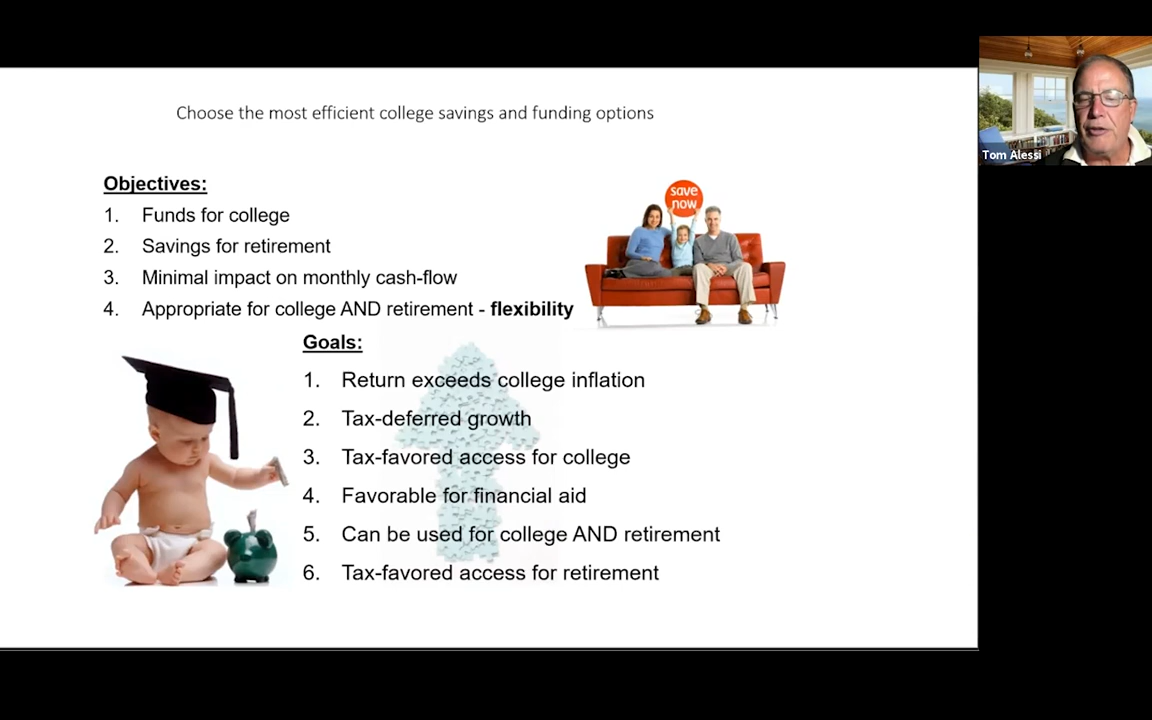 Choose the most efficient college savings and funding options
Tom Alessi
Objectives:
1. Funds for college
2. Savings for retirement
3. Minimal impact on monthly cash-flow
4. Appropriate for college AND retirement - flexibility
save
now
Goals:
1. Return exceeds college inflation
2. Tax-deferred growth
3. Tax-favored access for college
4. Favorable for financial aid
5. Can be used for college AND retirement
6. Tax-favored access for retirement